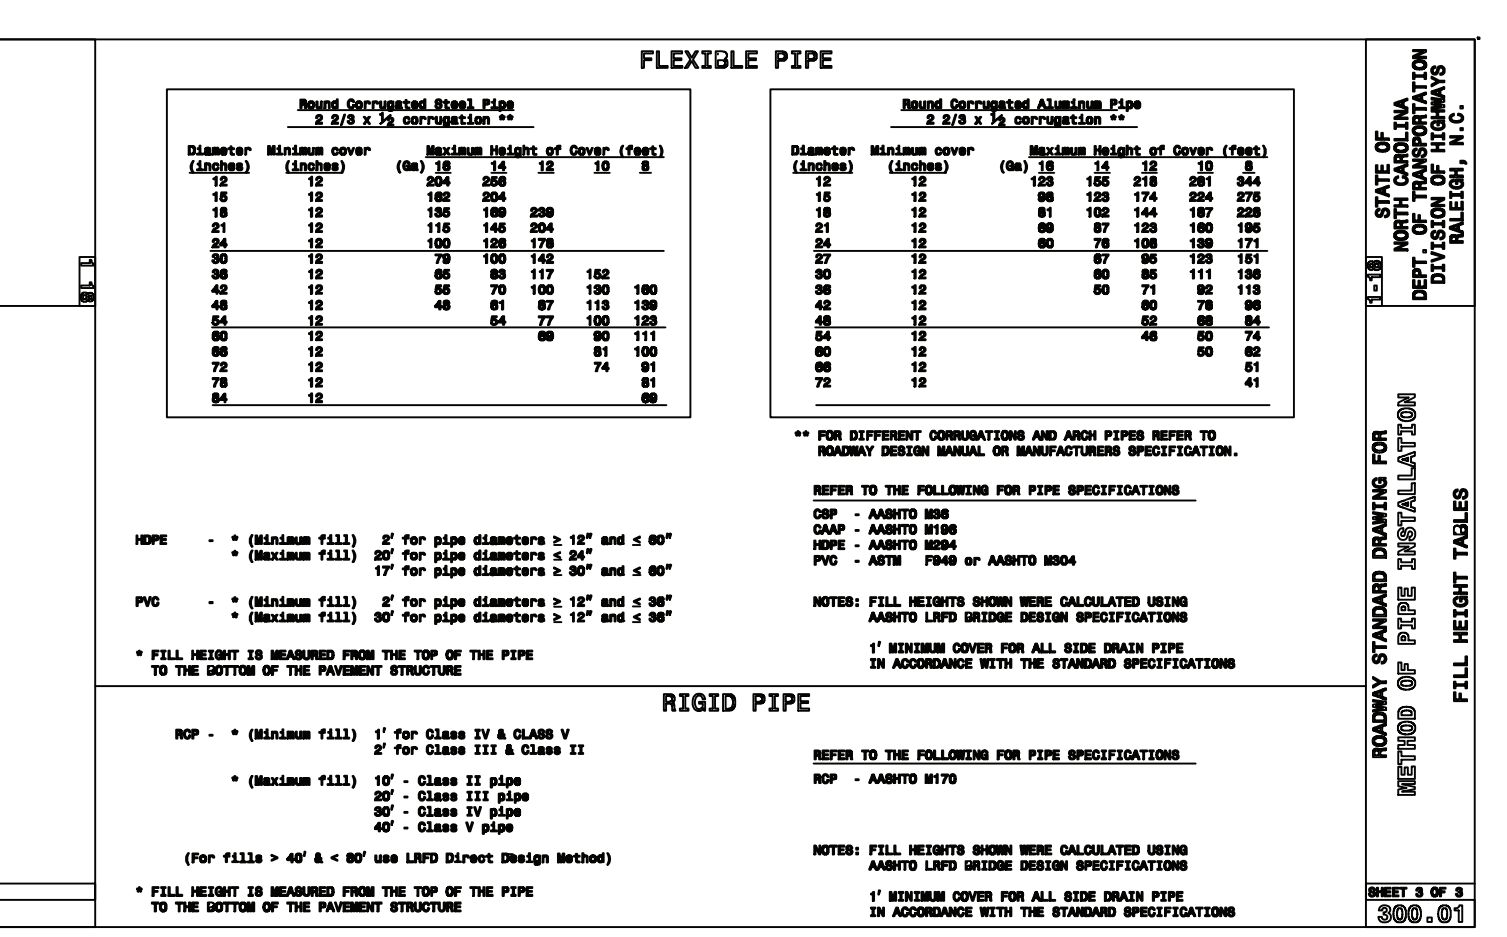 FLEXIBLE PIPE
Round Corrugated Steel Pipe
2 2/3 x ½ corrugation **
Diameter Minimum cover Maximum Height of Cover (feet)
(inches) (inches) (Ga) 16 14 12 10 8
12 12 204 256
15 12 162 204
18 12 135 169 239
21 12 115 145 204
24 12 100 126 178
30 12 79 100 142
36 12 65 83 117 152
42 12 55 70 100 130 160
48 12 48 61 87 113 139
54 12 54 77 100 123
60 12 69 90 111
66 12 81 100
72 12 74 91
78 12 81
84 12 69
Round Corrugated Aluminum Pipe
2 2/3 x ½ corrugation **
Diameter Minimum cover Maximum Height of Cover (feet)
(inches) (inches) (Ga) 16 14 12 10 8
12 12 123 155 218 281 344
15 12 98 123 174 224 275
18 12 81 102 144 187 228
21 12 69 87 123 160 195
24 12 60 76 108 139 171
27 12 67 95 123 151
30 12 60 85 111 136
36 12 50 71 92 113
42 12 60 78 96
48 12 52 68 84
54 12 46 50 74
60 12 50 62
66 12 51
72 12 41
** FOR DIFFERENT CORRUGATIONS AND ARCH PIPES REFER TO
ROADWAY DESIGN MANUAL OR MANUFACTURERS SPECIFICATION.
REFER TO THE FOLLOWING FOR PIPE SPECIFICATIONS
CSP - AASHTO M36
CAAP - AASHTO M196
HDPE - AASHTO M294
PVC - ASTM F949 or AASHTO M304
HDPE - * (Minimum fill) 2' for pipe diameters ≥ 12" and ≤ 60"
* (Maximum fill) 20' for pipe diameters ≤ 24"
17' for pipe diameters ≥ 30" and ≤ 60"
PVC - * (Minimum fill) 2' for pipe diameters ≥ 12" and ≤ 36"
* (Maximum fill) 30' for pipe diameters ≥ 12" and ≤ 36"
* FILL HEIGHT IS MEASURED FROM THE TOP OF THE PIPE
TO THE BOTTOM OF THE PAVEMENT STRUCTURE
NOTES: FILL HEIGHTS SHOWN WERE CALCULATED USING
AASHTO LRFD BRIDGE DESIGN SPECIFICATIONS
1' MINIMUM COVER FOR ALL SIDE DRAIN PIPE
IN ACCORDANCE WITH THE STANDARD SPECIFICATIONS
RIGID PIPE
RCP - * (Minimum fill) 1' for Class IV & CLASS V
2' for Class III & Class II
* (Maximum fill) 10' - Class II pipe
20' - Class III pipe
30' - Class IV pipe
40' - Class V pipe
(For fills > 40' & < 80' use LRFD Direct Design Method)
* FILL HEIGHT IS MEASURED FROM THE TOP OF THE PIPE
TO THE BOTTOM OF THE PAVEMENT STRUCTURE
REFER TO THE FOLLOWING FOR PIPE SPECIFICATIONS
RCP - AASHTO M170
NOTES: FILL HEIGHTS SHOWN WERE CALCULATED USING
AASHTO LRFD BRIDGE DESIGN SPECIFICATIONS
1' MINIMUM COVER FOR ALL SIDE DRAIN PIPE
IN ACCORDANCE WITH THE STANDARD SPECIFICATIONS
1-18
STATE OF
NORTH CAROLINA
DEPT. OF TRANSPORTATION
DIVISION OF HIGHWAYS
RALEIGH, N.C.
ROADWAY STANDARD DRAWING FOR
METHOD OF PIPE INSTALLATION
FILL HEIGHT TABLES
SHEET 3 OF 3
300.01